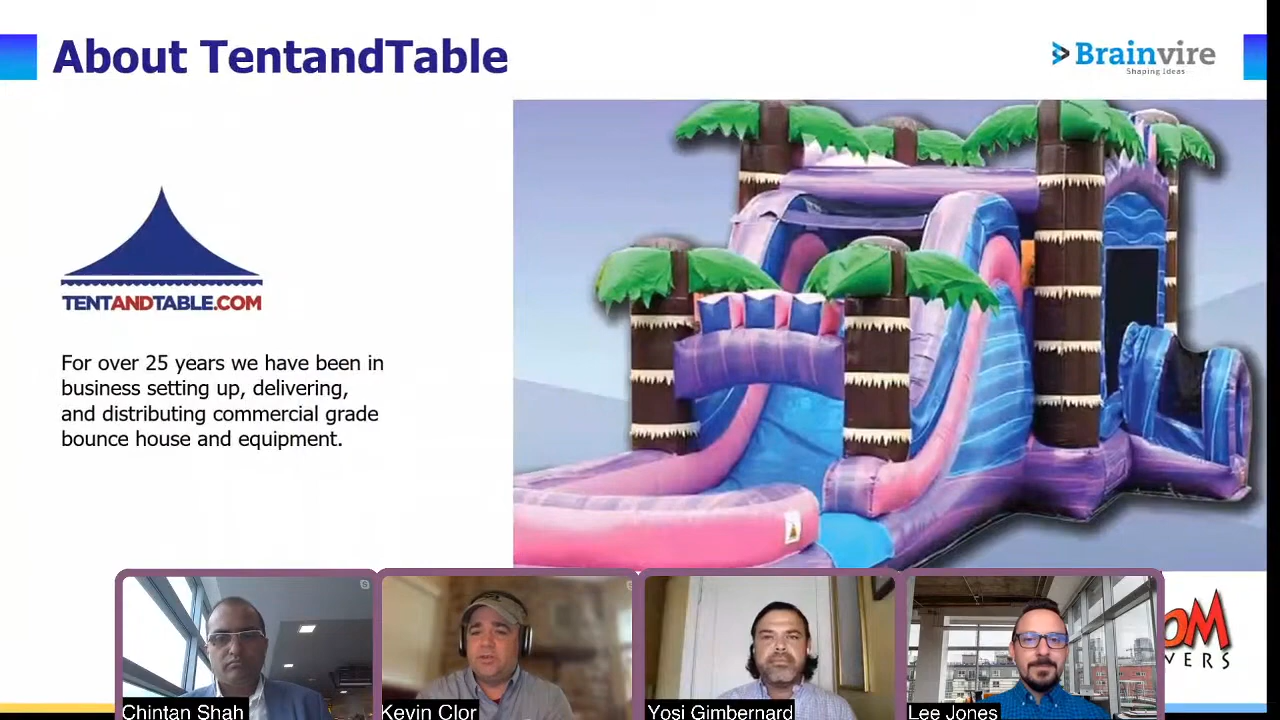 About TentandTable
Brainvire
Shaping Ideas
TENTANDTABLE.COM
For over 25 years we have been in
business setting up, delivering,
and distributing commercial grade
bounce house and equipment.
Chintan Shah
Kevin Clor
Yosi Gimbernard
Lee Jones